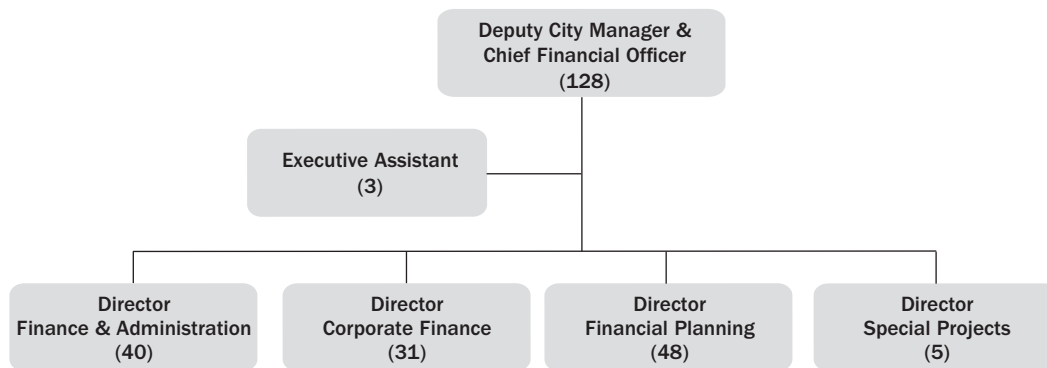 Deputy City Manager &
Chief Financial Officer
(128)
Executive Assistant
(3)
Director
Finance & Administration
(40)
Director
Corporate Finance
(31)
Director
Financial Planning
(48)
Director
Special Projects
(5)